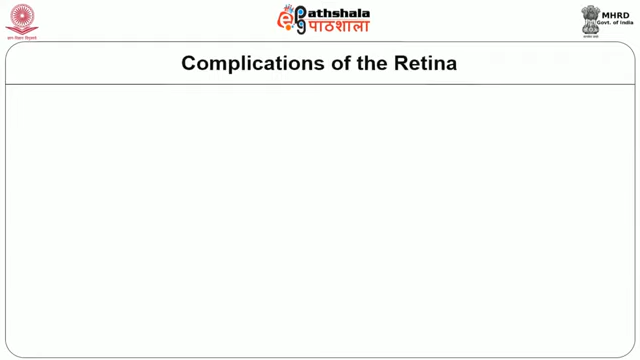 Pathshala
पाठशाला
MHRD
Govt. of India
Complications of the Retina